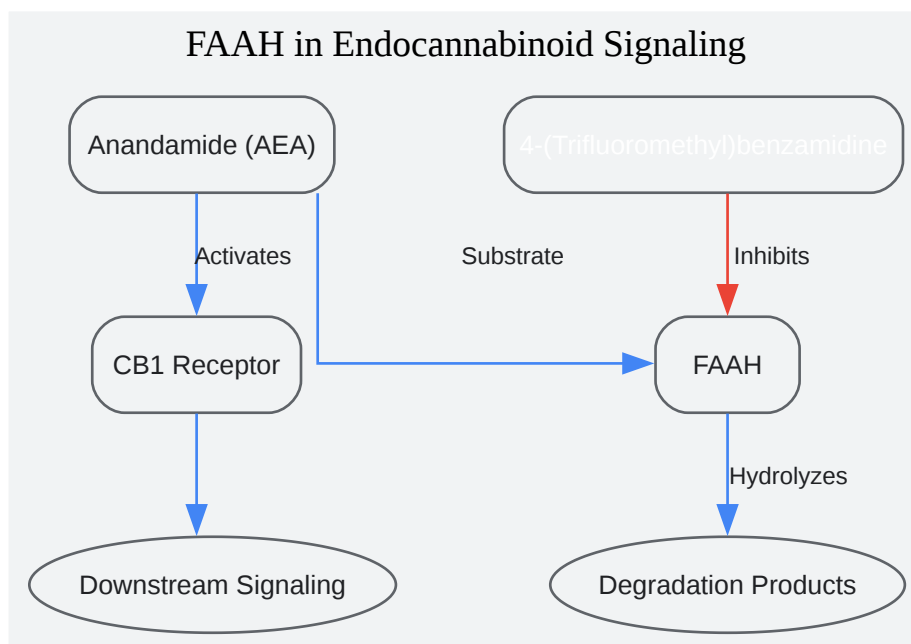 FAAH in Endocannabinoid Signaling
Anandamide (AEA)
4-(Trifluoromethyl)benzamidine
Activates
Substrate
Inhibits
CB1 Receptor
FAAH
Hydrolyzes
Downstream Signaling
Degradation Products